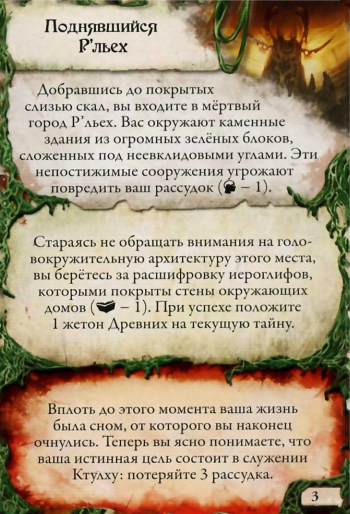 Поднявшийся
Р'льех
Добравшись до покрытых
слизью скал, вы входите в мёртвый
город Р'льех. Вас окружают каменные
здания из огромных зелёных блоков,
сложенных под неевклидовыми углами. Эти
непостижимые сооружения угрожают
повредить ваш рассудок ( – 1).
Стараясь не обращать внимания на голо-
вокружительную архитектуру этого места,
вы берётесь за расшифровку иероглифов,
которыми покрыты стены окружающих
домов ( – 1). При успехе положите
1 жетон Древних на текущую тайну.
Вплоть до этого момента ваша жизнь
была сном, от которого вы наконец
очнулись. Теперь вы ясно понимаете, что
ваша истинная цель состоит в служении
Ктулху: потеряйте 3 рассудка.
3